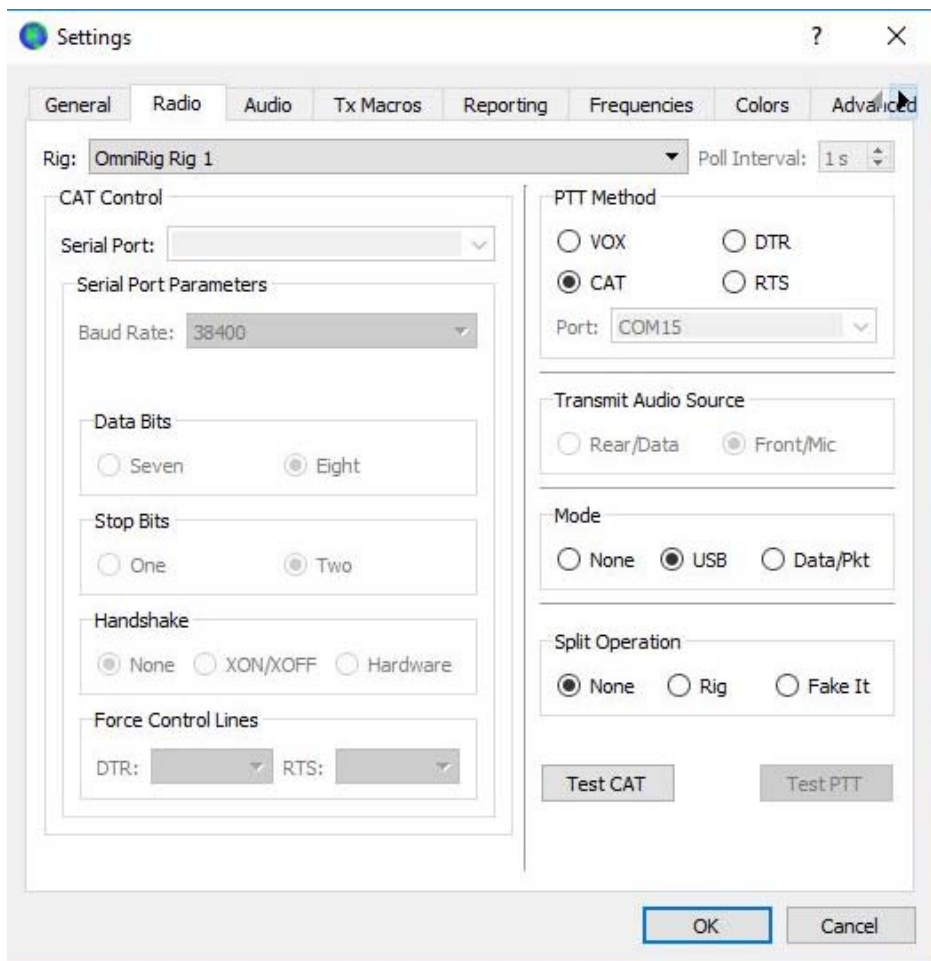 Settings
?
General Radio Audio Tx Macros Reporting Frequencies Colors Advanced
Rig: OmniRig Rig 1 Poll Interval: 1 s
CAT Control
Serial Port:
Serial Port Parameters
Baud Rate: 38400
Data Bits
Seven Eight
Stop Bits
One Two
Handshake
None XON/XOFF Hardware
Force Control Lines
DTR: RTS:
PTT Method
VOX DTR
CAT RTS
Port: COM15
Transmit Audio Source
Rear/Data Front/Mic
Mode
None USB Data/Pkt
Split Operation
None Rig Fake It
Test CAT Test PTT
OK Cancel